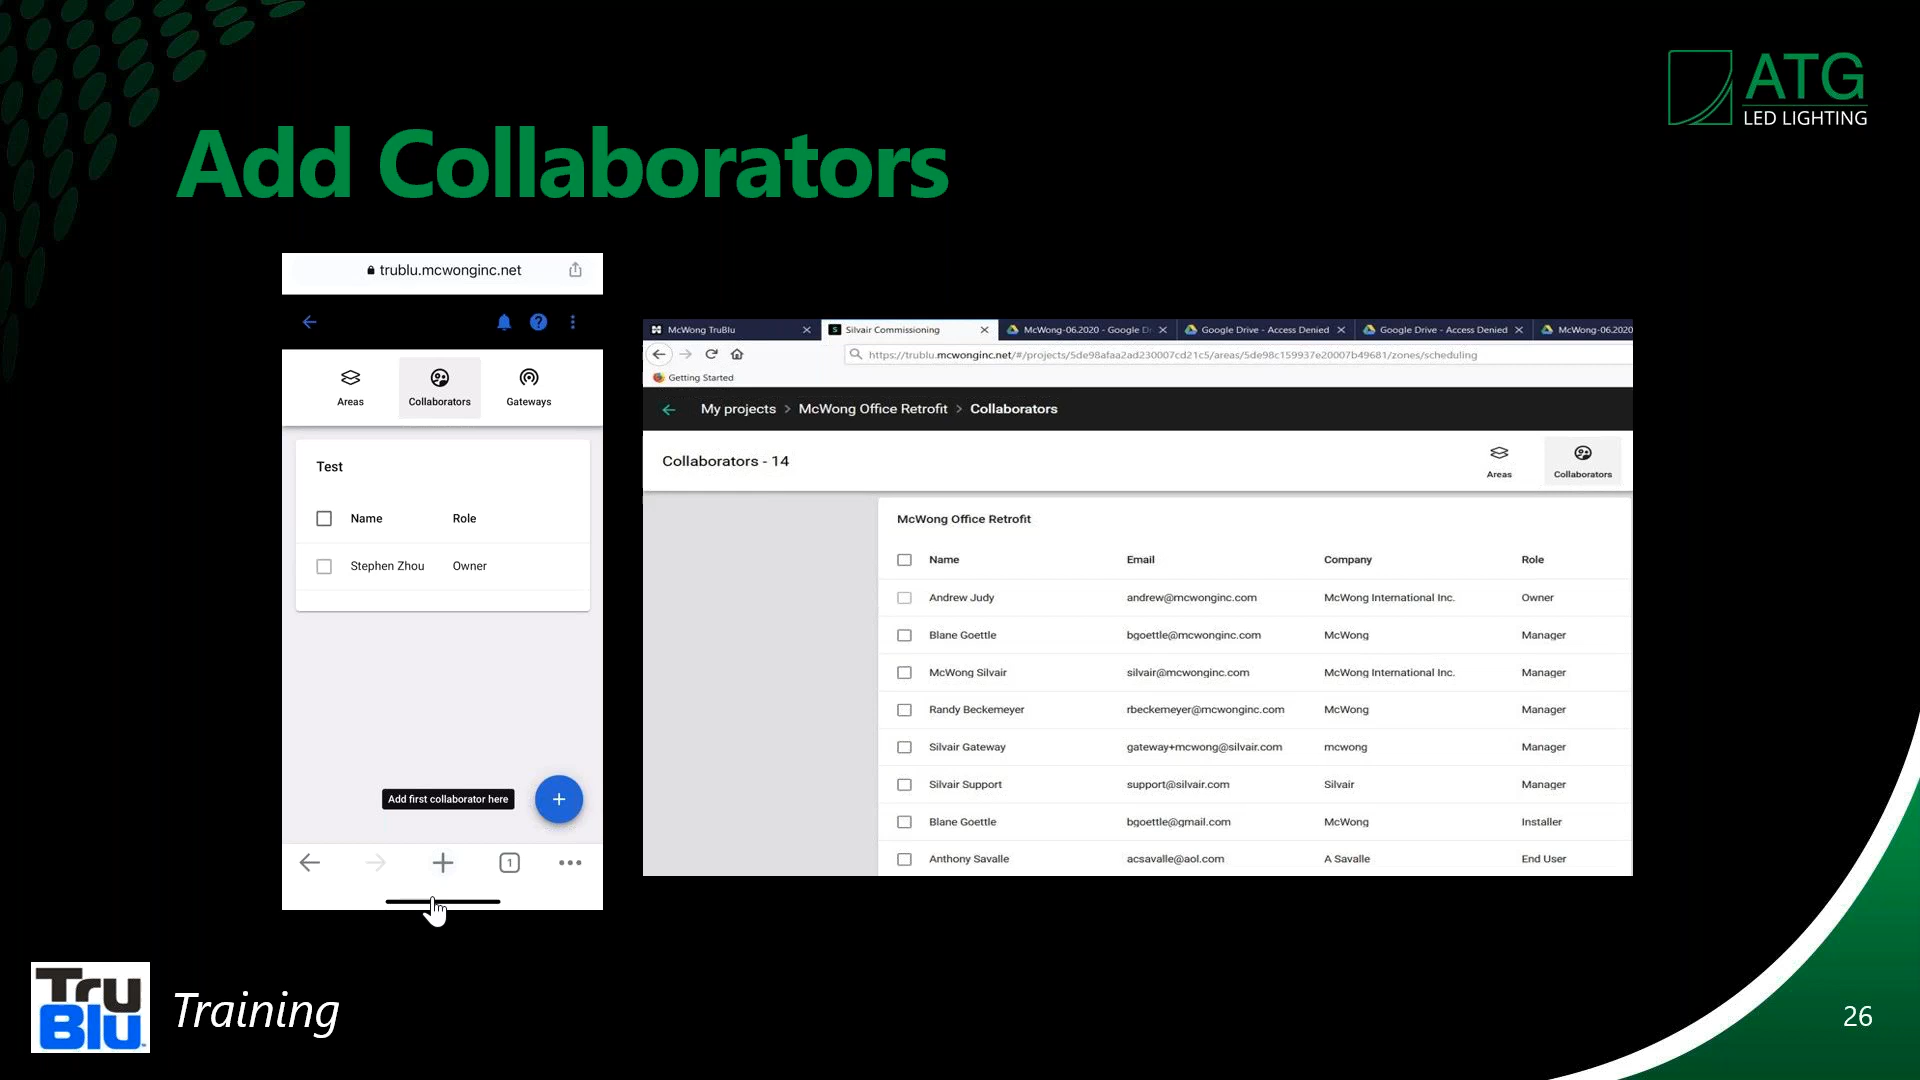 ATG
LED LIGHTING
Add Collaborators
trublu.mcwonginc.net
Areas
Collaborators
Gateways
Test
Name Role
Stephen Zhou Owner
Add first collaborator here
1
McWong TruBlu
Silvair Commissioning
McWong-06.2020 - Google D
Google Drive - Access Denied
Google Drive - Access Denied
McWong-06.2020
https://trublu.mcwonginc.net/#/projects/5de98afaa2ad230007cd21c5/areas/5de98c159937e20007b49681/zones/scheduling
Getting Started
My projects > McWong Office Retrofit > Collaborators
Collaborators - 14
Areas
Collaborators
McWong Office Retrofit
Name Email Company Role
Andrew Judy andrew@mcwonginc.com McWong International Inc. Owner
Blane Goettle bgoettle@mcwonginc.com McWong Manager
McWong Silvair silvair@mcwonginc.com McWong International Inc. Manager
Randy Beckemeyer rbeckemeyer@mcwonginc.com McWong Manager
Silvair Gateway gateway+mcwong@silvair.com mcwong Manager
Silvair Support support@silvair.com Silvair Manager
Blane Goettle bgoettle@gmail.com McWong Installer
Anthony Savalle acsavalle@aol.com A Savalle End User
Tru
Blu
Training
26